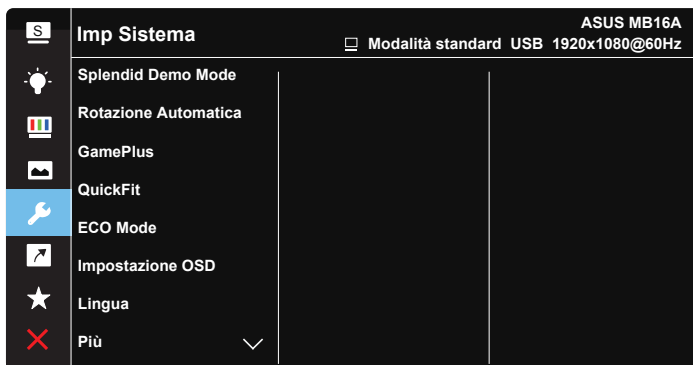 S
Imp Sistema
ASUS MB16A
Modalità standard USB 1920x1080@60Hz
Splendid Demo Mode
Rotazione Automatica
GamePlus
QuickFit
ECO Mode
Impostazione OSD
Lingua
Più